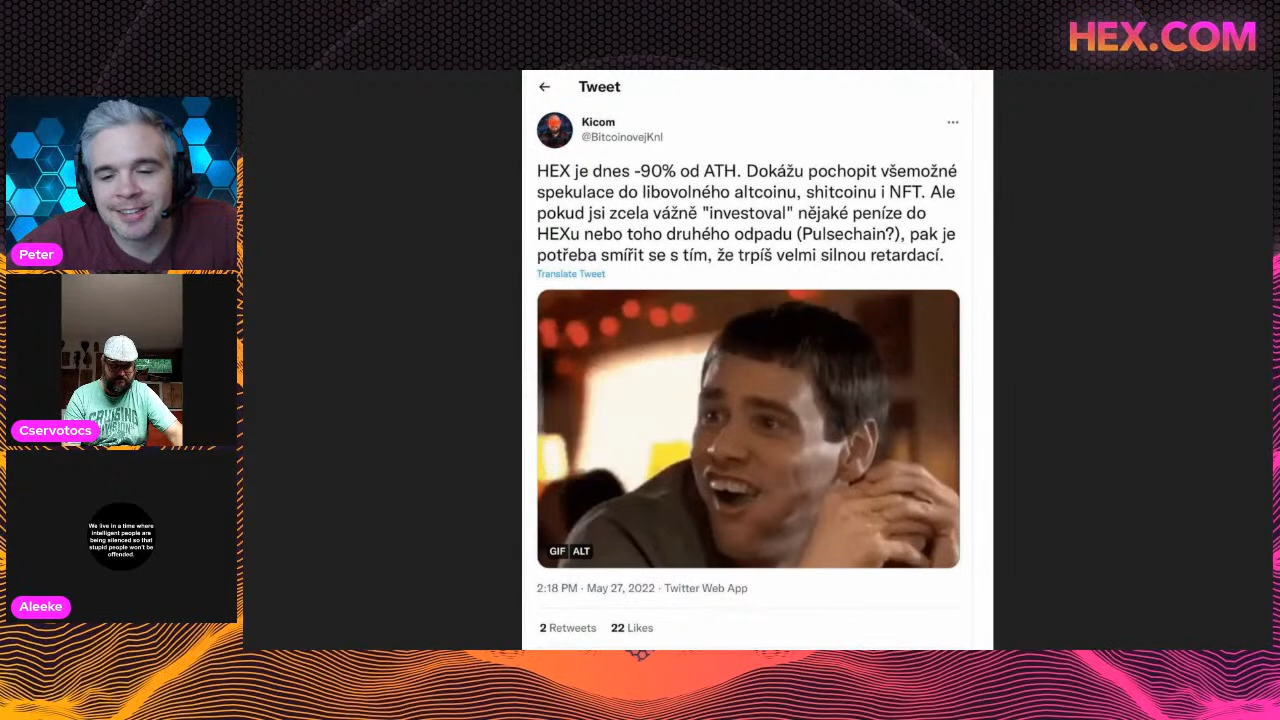 HEX.COM
Tweet
Kicom
@BitcoinovejKnl
HEX je dnes -90% od ATH. Dokážu pochopit všemožné
spekulace do libovolného altcoinu, shitcoinu i NFT. Ale
pokud jsi zcela vážně "investoval" nějaké peníze do
HEXu nebo toho druhého odpadu (Pulsechain?), pak je
potřeba smířit se s tím, že trpíš velmi silnou retardací.
Translate Tweet
GIF ALT
2:18 PM · May 27, 2022 · Twitter Web App
2 Retweets 22 Likes
Peter
CRUISING
Cservotocs
We live in a time where
intelligent people are
being silenced so that
stupid people won't be
offended.
Aleeke